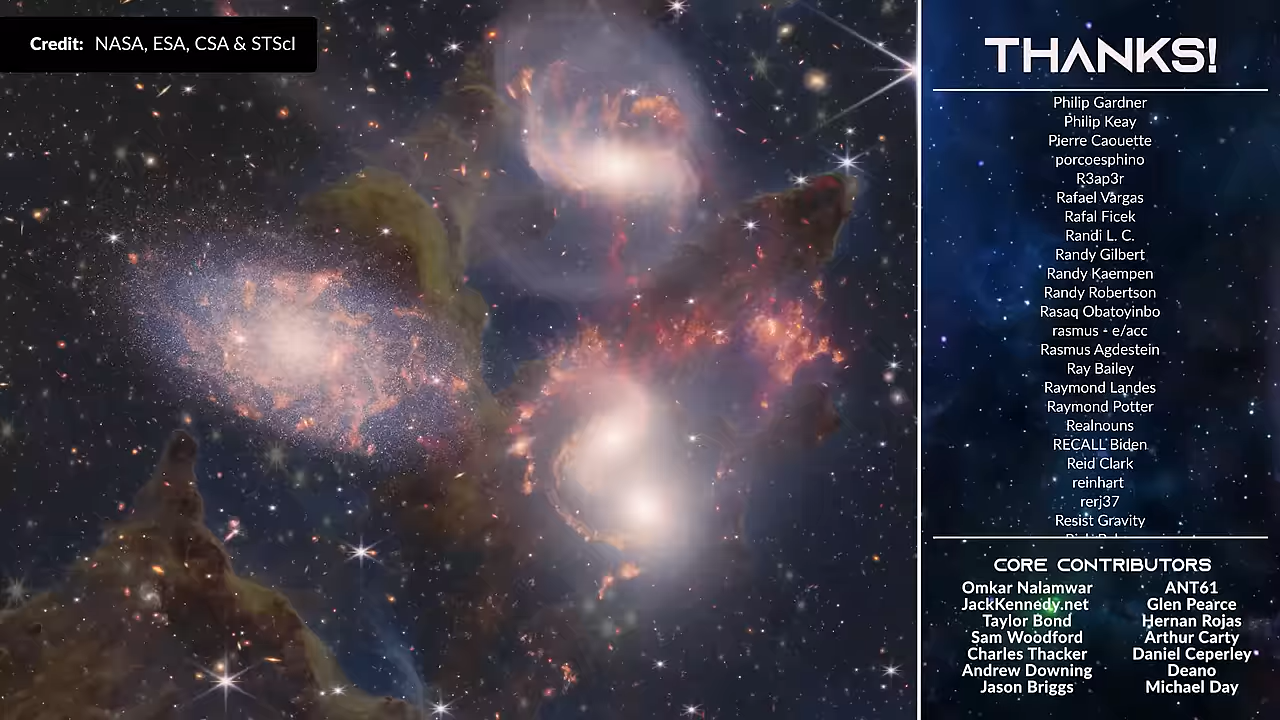 Credit: NASA, ESA, CSA & STScI
THANKS!
Philip Gardner
Philip Keay
Pierre Caouette
porcoesphino
R3ap3r
Rafael Vargas
Rafal Ficek
Randi L. C.
Randy Gilbert
Randy Kaempen
Randy Robertson
Rasaq Obatoyinbo
rasmus - e/acc
Rasmus Agdestein
Ray Bailey
Raymond Landes
Raymond Potter
Realnouns
RECALL Biden
Reid Clark
reinhart
rerj37
Resist Gravity
CORE CONTRIBUTORS
Omkar Nalamwar
JackKennedy.net
Taylor Bond
Sam Woodford
Charles Thacker
Andrew Downing
Jason Briggs
ANT61
Glen Pearce
Hernan Rojas
Arthur Carty
Daniel Ceperley
Deano
Michael Day